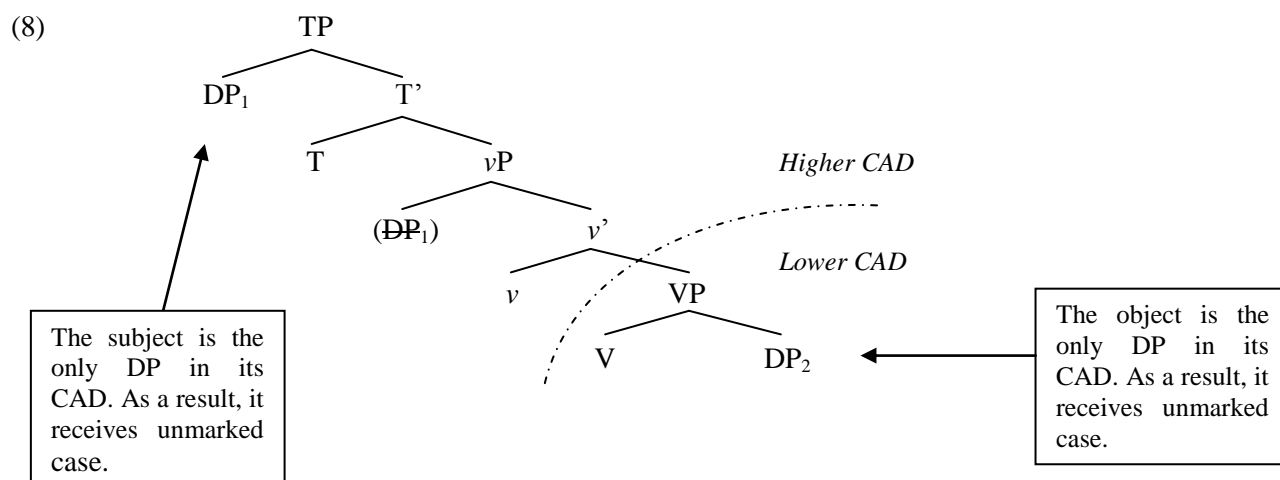 (8)
TP
DP₁ T’
T vP
Higher CAD
(DP₁) v’
Lower CAD
v VP
V DP₂
The subject is the
only DP in its
CAD. As a result, it
receives unmarked
case.
The object is the
only DP in its
CAD. As a result, it
receives unmarked
case.